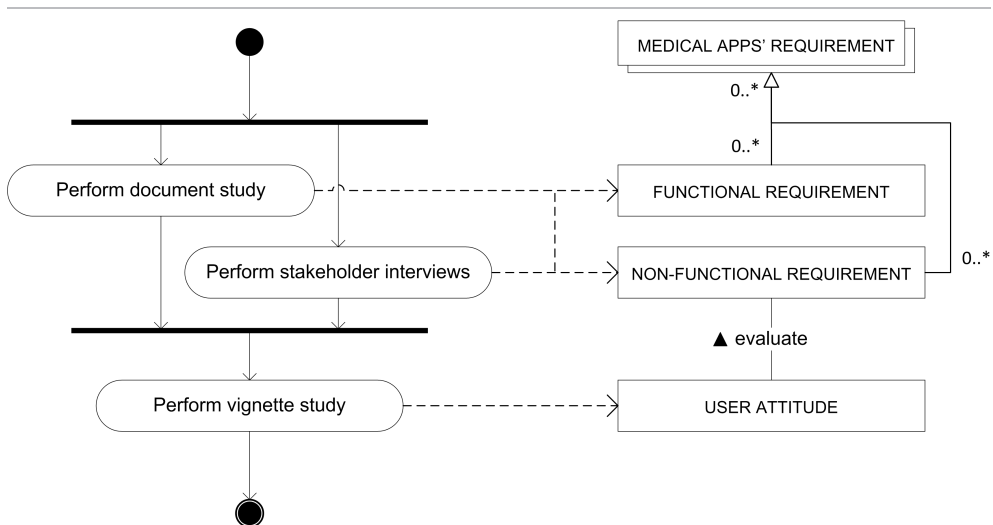 MEDICAL APPS' REQUIREMENT
0..*
0..*
Perform document study
FUNCTIONAL REQUIREMENT
Perform stakeholder interviews
NON-FUNCTIONAL REQUIREMENT
0..*
▲ evaluate
Perform vignette study
USER ATTITUDE